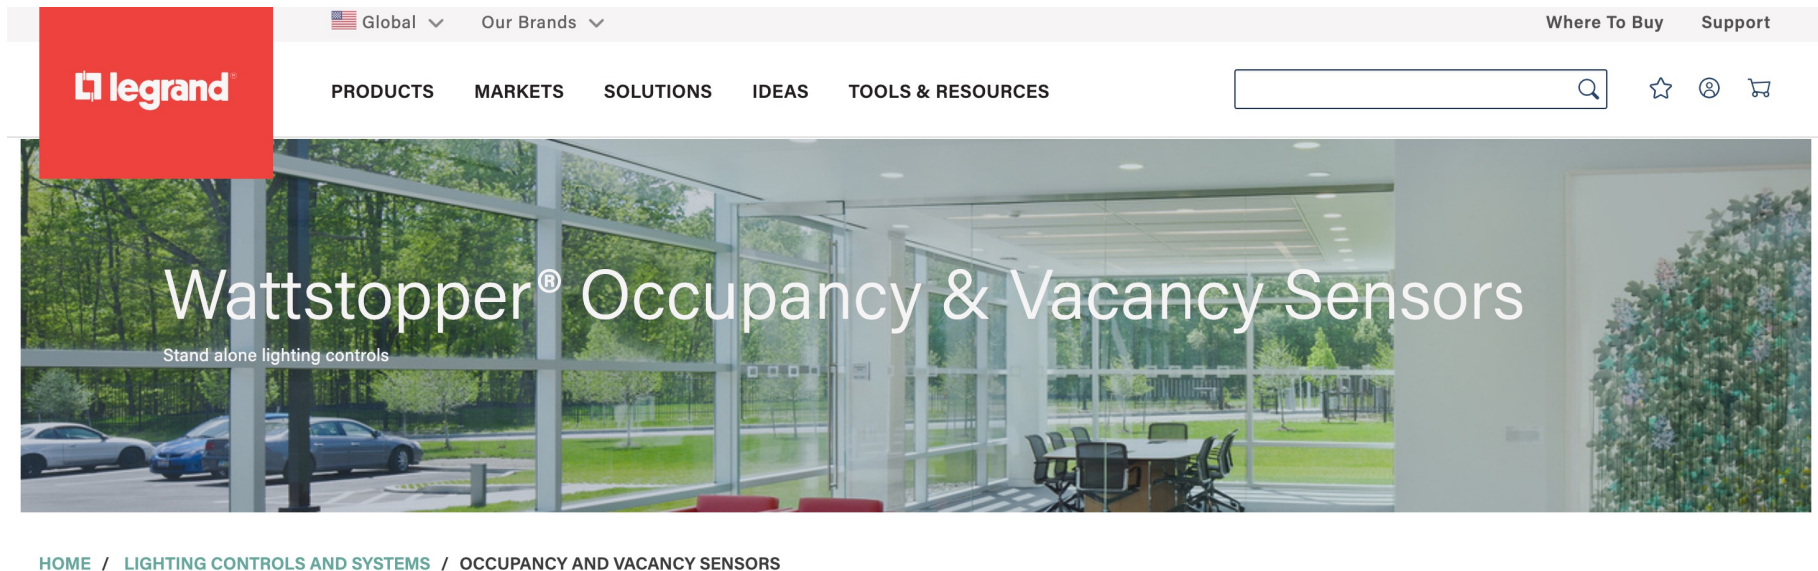 Global
Our Brands
Where To Buy
Support
legrand®
PRODUCTS
MARKETS
SOLUTIONS
IDEAS
TOOLS & RESOURCES
Wattstopper® Occupancy & Vacancy Sensors
Stand alone lighting controls
HOME / LIGHTING CONTROLS AND SYSTEMS / OCCUPANCY AND VACANCY SENSORS